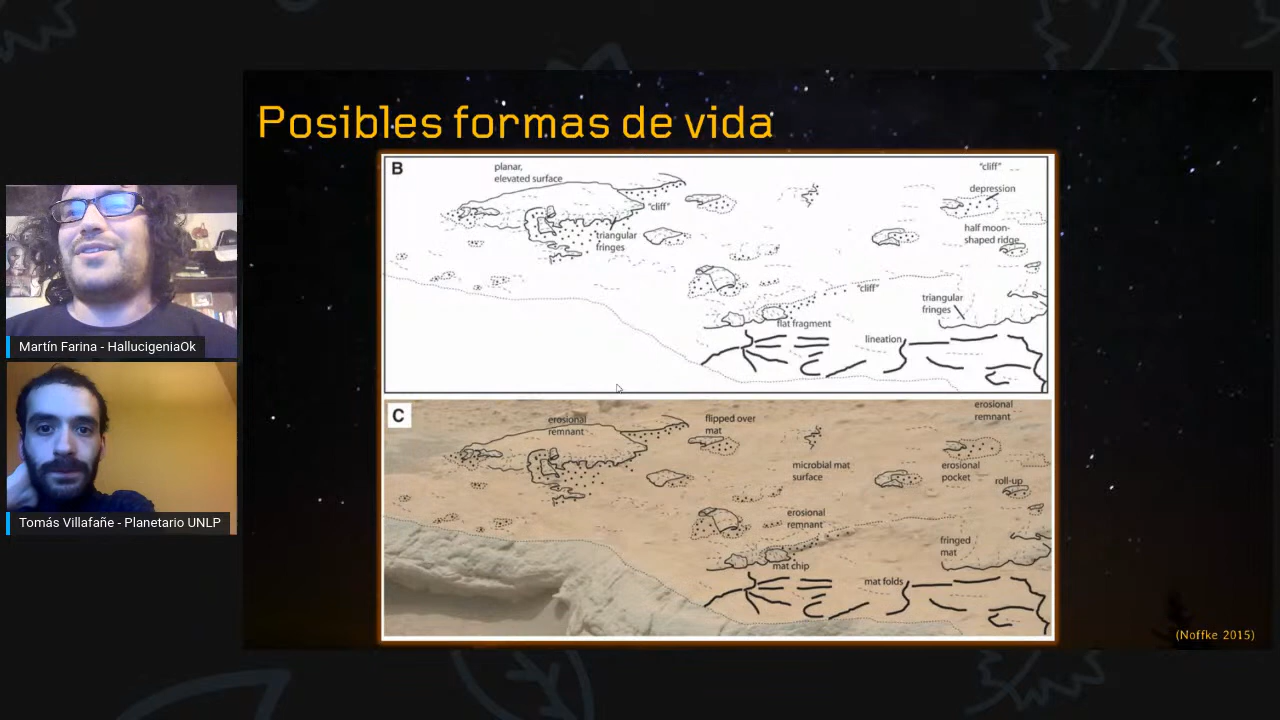 Posibles formas de vida
B
planar,
elevated surface
"cliff"
triangular
fringes
"cliff"
depression
half moon-
shaped ridge
"cliff"
triangular
fringes
flat fragment
lineation
C
erosional
remnant
flipped over
mat
erosional
remnant
microbial mat
surface
erosional
pocket
roll-up
erosional
remnant
fringed
mat
mat chip
mat folds
(Noffke 2015)
Martín Farina - HallucigeniaOk
Tomás Villafañe - Planetario UNLP